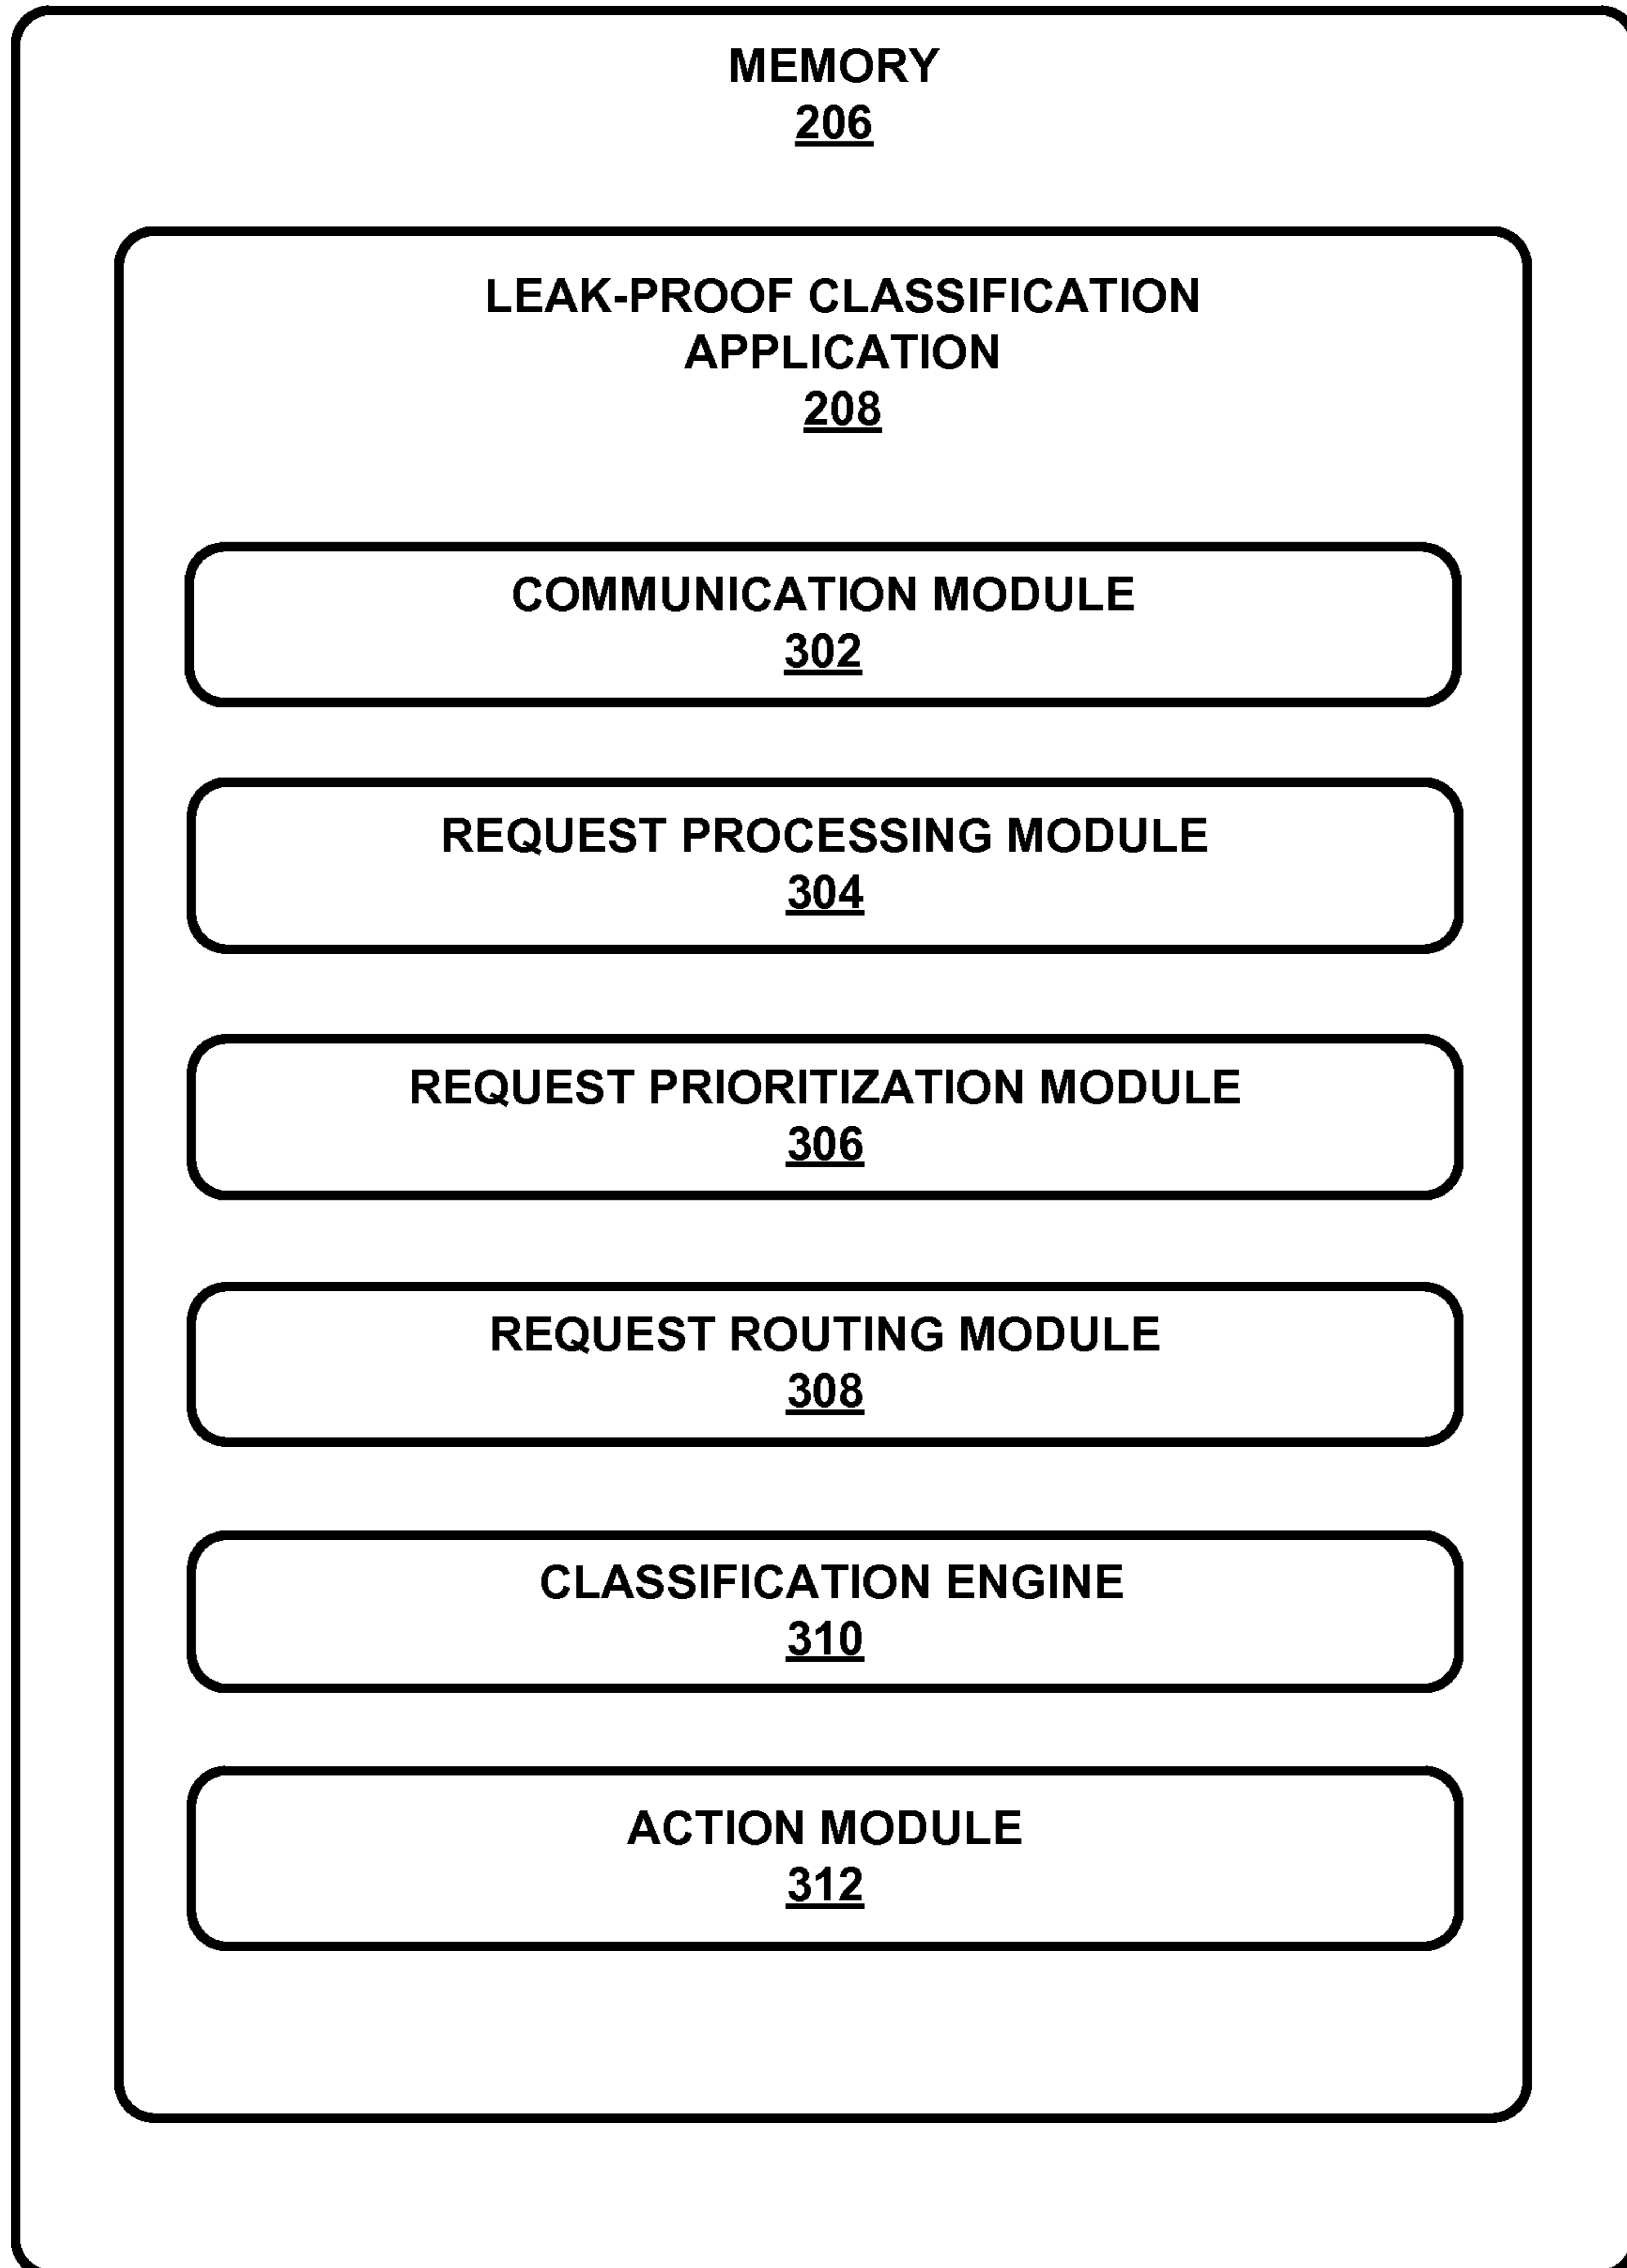 MEMORY
206
LEAK-PROOF CLASSIFICATION
APPLICATION
208
COMMUNICATION MODULE
302
REQUEST PROCESSING MODULE
304
REQUEST PRIORITIZATION MODULE
306
REQUEST ROUTING MODULE
308
CLASSIFICATION ENGINE
310
ACTION MODULE
312